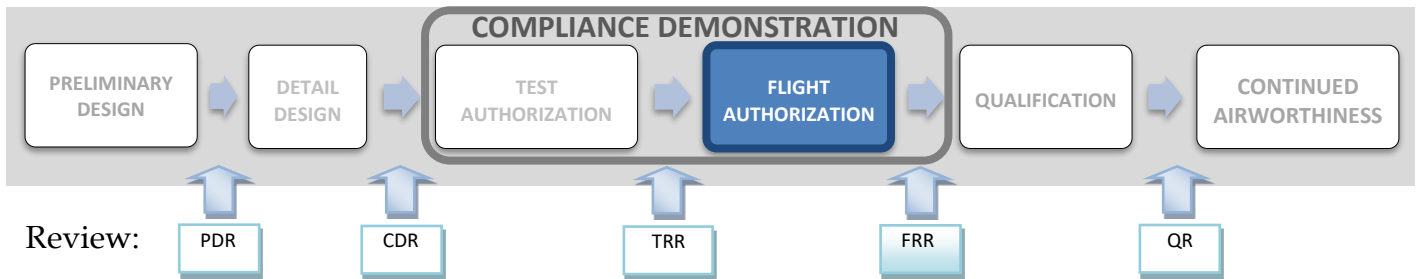 COMPLIANCE DEMONSTRATION
PRELIMINARY
DESIGN
DETAIL
DESIGN
TEST
AUTHORIZATION
FLIGHT
AUTHORIZATION
QUALIFICATION
CONTINUED
AIRWORTHINESS
Review:
PDR
CDR
TRR
FRR
QR